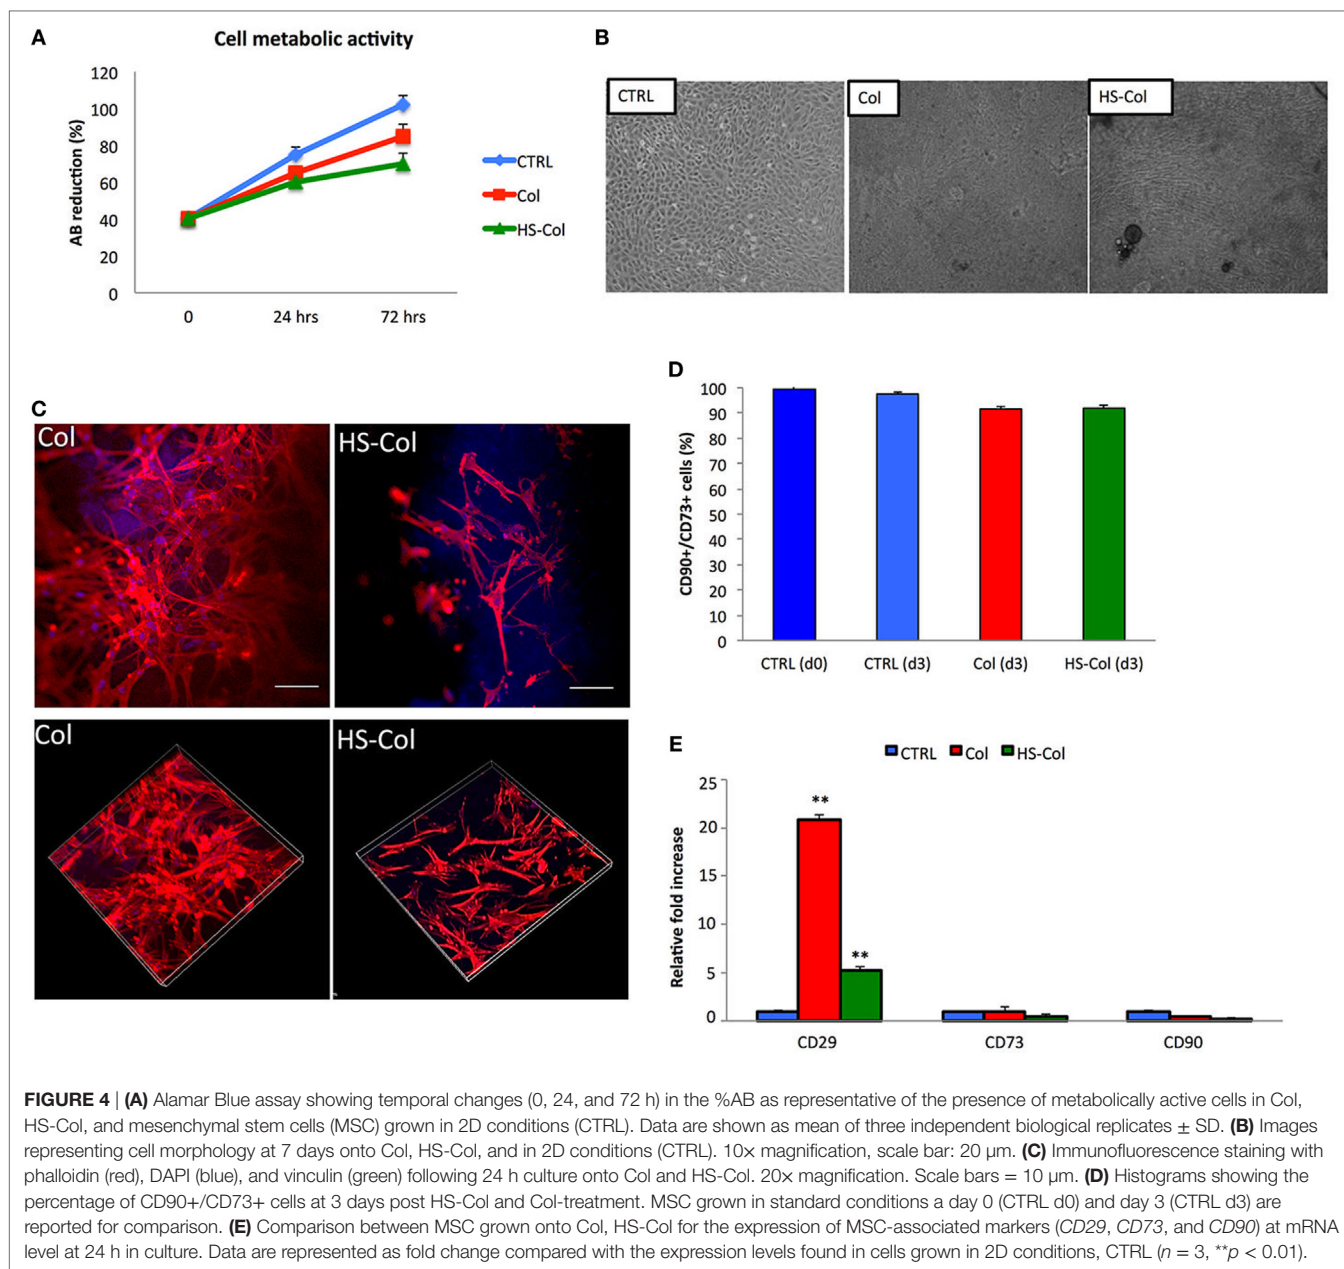 A
Cell metabolic activity
120
100
80
60
40
20
0
AB reduction (%)
0 24 hrs 72 hrs
CTRL
Col
HS-Col
B
CTRL
Col
HS-Col
C
Col
HS-Col
Col
HS-Col
D
100
90
80
70
60
50
40
30
20
10
0
CD90+/CD73+ cells (%)
CTRL (d0) CTRL (d3) Col (d3) HS-Col (d3)
E
CTRL Col HS-Col
25
20
15
10
5
0
Relative fold increase
**
**
CD29 CD73 CD90
FIGURE 4 | (A) Alamar Blue assay showing temporal changes (0, 24, and 72 h) in the %AB as representative of the presence of metabolically active cells in Col,
HS-Col, and mesenchymal stem cells (MSC) grown in 2D conditions (CTRL). Data are shown as mean of three independent biological replicates ± SD. (B) Images
representing cell morphology at 7 days onto Col, HS-Col, and in 2D conditions (CTRL). 10× magnification, scale bar: 20 μm. (C) Immunofluorescence staining with
phalloidin (red), DAPI (blue), and vinculin (green) following 24 h culture onto Col and HS-Col. 20× magnification. Scale bars = 10 μm. (D) Histograms showing the
percentage of CD90+/CD73+ cells at 3 days post HS-Col and Col-treatment. MSC grown in standard conditions a day 0 (CTRL d0) and day 3 (CTRL d3) are
reported for comparison. (E) Comparison between MSC grown onto Col, HS-Col for the expression of MSC-associated markers (CD29, CD73, and CD90) at mRNA
level at 24 h in culture. Data are represented as fold change compared with the expression levels found in cells grown in 2D conditions, CTRL (n = 3, **p < 0.01).